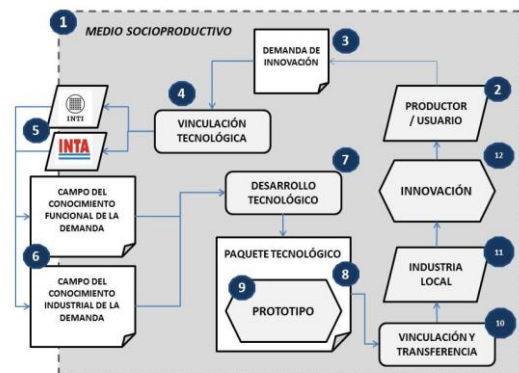 1
MEDIO SOCIOPRODUCTIVO
DEMANDA DE
INNOVACIÓN
3
4
VINCULACIÓN
TECNOLÓGICA
2
PRODUCTOR
/ USUARIO
INTI
5
INTA
12
INNOVACIÓN
7
DESARROLLO
TECNOLÓGICO
CAMPO DEL
CONOCIMIENTO
FUNCIONAL DE LA
DEMANDA
6
CAMPO DEL
CONOCIMIENTO
INDUSTRIAL DE LA
DEMANDA
PAQUETE TECNOLÓGICO
8
9
PROTOTIPO
11
INDUSTRIA
LOCAL
10
VINCULACIÓN Y
TRANSFERENCIA